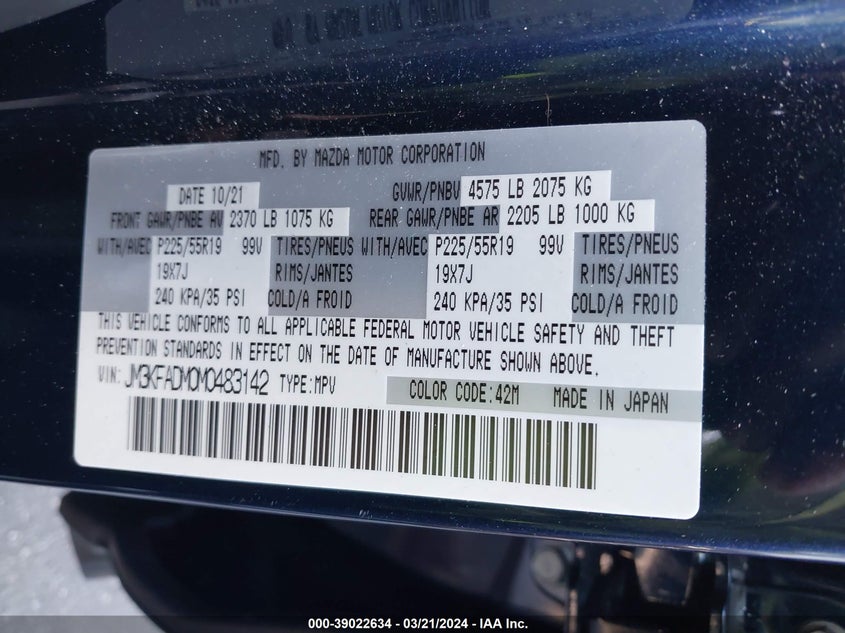 MFD. BY MAZDA MOTOR CORPORATION
DATE 10/21 GVWR/PNBV 4575 LB 2075 KG
FRONT GAWR/PNBE AV 2370 LB 1075 KG REAR GAWR/PNBE AR 2205 LB 1000 KG
WITH/AVEC P225/55R19 99V TIRES/PNEUS WITH/AVEC P225/55R19 99V TIRES/PNEUS
19X7J RIMS/JANTES 19X7J RIMS/JANTES
240 KPA/35 PSI COLD/A FROID 240 KPA/35 PSI COLD/A FROID
THIS VEHICLE CONFORMS TO ALL APPLICABLE FEDERAL MOTOR VEHICLE SAFETY AND THEFT
PREVENTION STANDARDS IN EFFECT ON THE DATE OF MANUFACTURE SHOWN ABOVE.
VIN: JM3KFADM0M0483142 TYPE:MPV COLOR CODE:42M MADE IN JAPAN
000-39022634 - 03/21/2024 - IAA Inc.